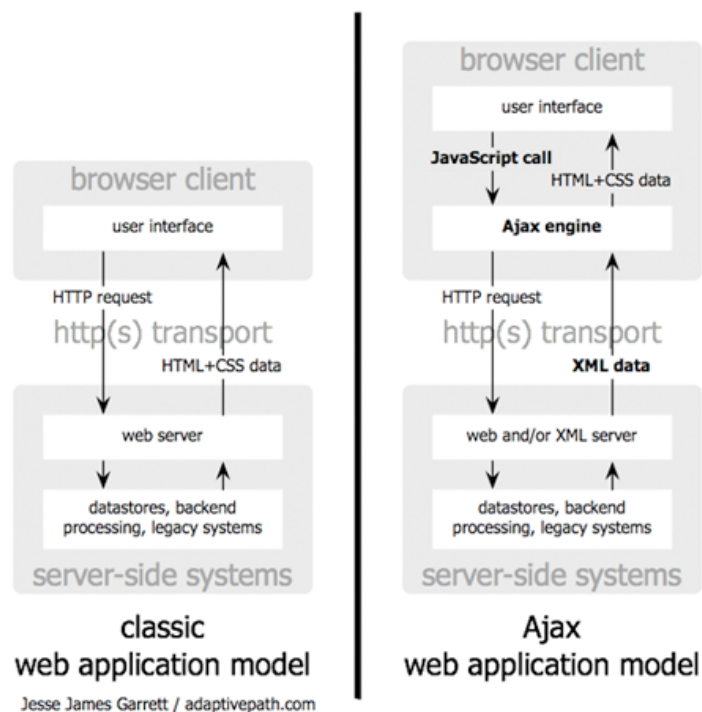 browser client
user interface
HTTP request
http(s) transport
HTML+CSS data
web server
datastores, backend
processing, legacy systems
server-side systems
classic
web application model
Jesse James Garrett / adaptivepath.com
browser client
user interface
JavaScript call
HTML+CSS data
Ajax engine
HTTP request
http(s) transport
XML data
web and/or XML server
datastores, backend
processing, legacy systems
server-side systems
Ajax
web application model